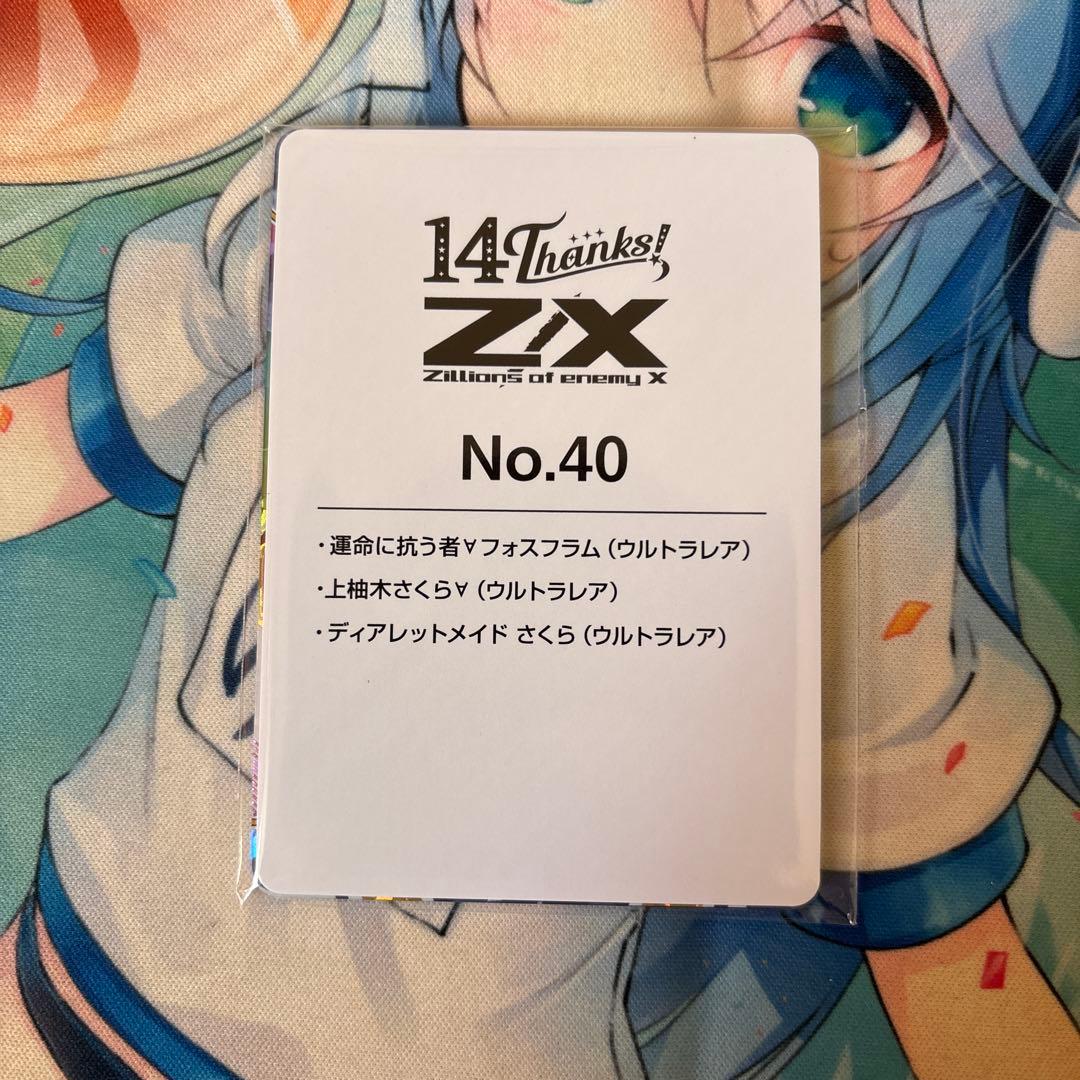 14Thanks!
Z/X
Zillions of enemy X
No.40
・運命に抗う者∀フォスフラム（ウルトラレア）
・上柚木さくら∀（ウルトラレア）
・ディアレットメイド さくら（ウルトラレア）